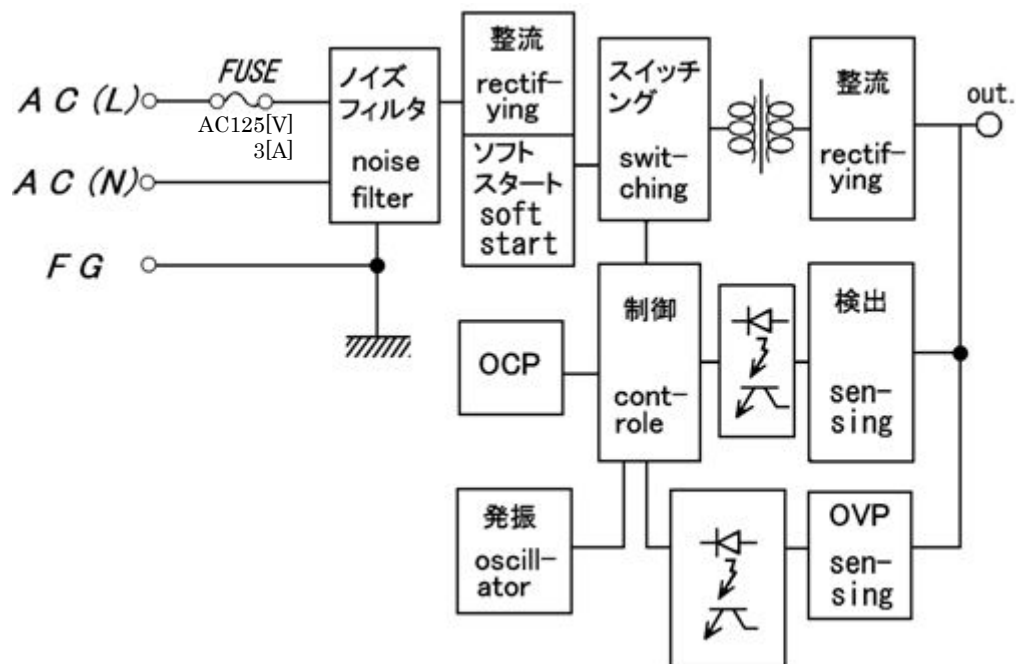 AC(L)
FUSE
AC125[V]
3[A]
AC(N)
FG
ノイズ
フィルタ
noise
filter
整流
rectif-
ying
ソフト
スタート
soft
start
スイッチ
ング
swit-
ching
整流
rectif-
ying
out.
OCP
制御
cont-
role
検出
sen-
sing
発振
oscill-
ator
OVP
sen-
sing